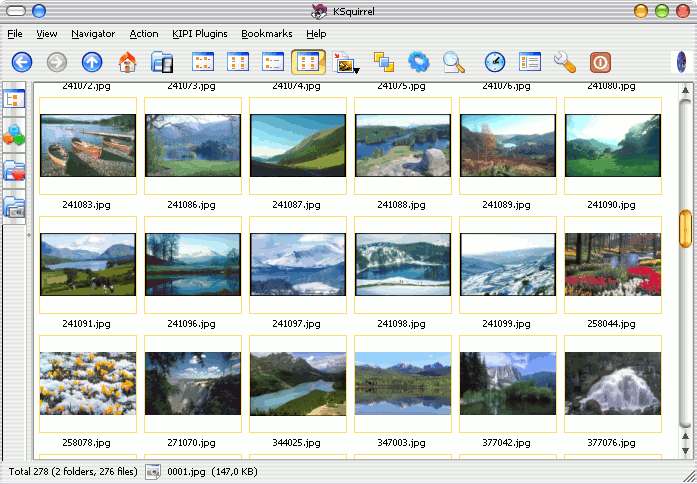 KSquirrel
File View Navigator Action KIPI Plugins Bookmarks Help
241072.jpg 241073.jpg 241074.jpg 241075.jpg 241076.jpg 241080.jpg
241083.jpg 241086.jpg 241087.jpg 241088.jpg 241089.jpg 241090.jpg
241091.jpg 241096.jpg 241097.jpg 241098.jpg 241099.jpg 258044.jpg
258078.jpg 271070.jpg 344025.jpg 347003.jpg 377042.jpg 377076.jpg
Total 278 (2 folders, 276 files) 0001.jpg (147,0 KB)